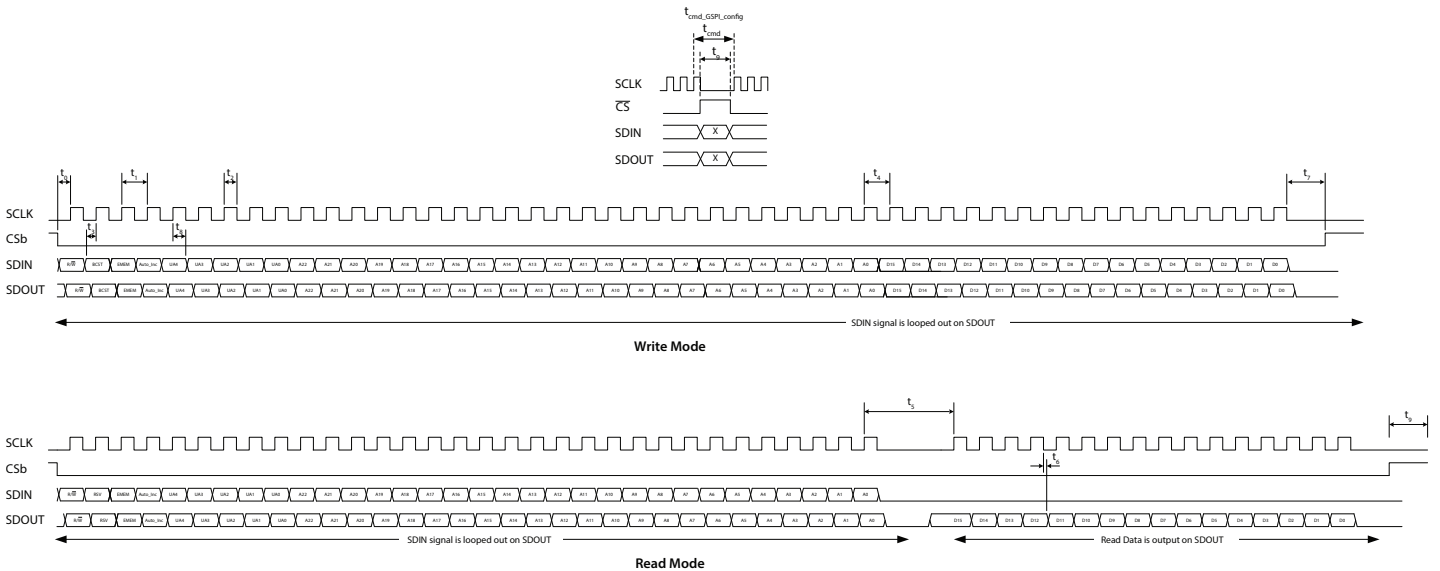 tcmd_GSPI_config
tcmd
t9
SCLK
CS
SDIN X
SDOUT X
t0 t1 t2 t4 t7
SCLK
t3 t8
CSb
SDIN R/W BCST EMEM Auto_Inc UA4 UA3 UA2 UA1 UA0 A22 A21 A20 A19 A18 A17 A16 A15 A14 A13 A12 A11 A10 A9 A8 A7 A6 A5 A4 A3 A2 A1 A0 D15 D14 D13 D12 D11 D10 D9 D8 D7 D6 D5 D4 D3 D2 D1 D0
SDOUT R/W BCST EMEM Auto_Inc UA4 UA3 UA2 UA1 UA0 A22 A21 A20 A19 A18 A17 A16 A15 A14 A13 A12 A11 A10 A9 A8 A7 A6 A5 A4 A3 A2 A1 A0 D15 D14 D13 D12 D11 D10 D9 D8 D7 D6 D5 D4 D3 D2 D1 D0
SDIN signal is looped out on SDOUT
Write Mode
t5 t9
SCLK
CSb
t6
SDIN R/W RSV EMEM Auto_Inc UA4 UA3 UA2 UA1 UA0 A22 A21 A20 A19 A18 A17 A16 A15 A14 A13 A12 A11 A10 A9 A8 A7 A6 A5 A4 A3 A2 A1 A0
SDOUT R/W RSV EMEM Auto_Inc UA4 UA3 UA2 UA1 UA0 A22 A21 A20 A19 A18 A17 A16 A15 A14 A13 A12 A11 A10 A9 A8 A7 A6 A5 A4 A3 A2 A1 A0 D15 D14 D13 D12 D11 D10 D9 D8 D7 D6 D5 D4 D3 D2 D1 D0
SDIN signal is looped out on SDOUT Read Data is output on SDOUT
Read Mode